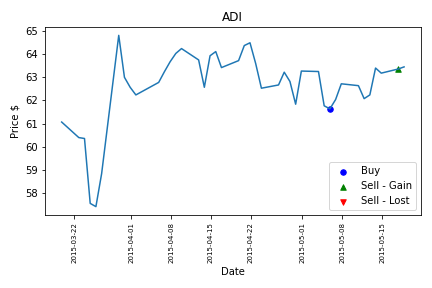 ADI
65
64
63
62
61
60
59
58
Price $
Buy
Sell - Gain
Sell - Lost
2015-03-22
2015-04-01
2015-04-08
2015-04-15
2015-04-22
2015-05-01
2015-05-08
2015-05-15
Date